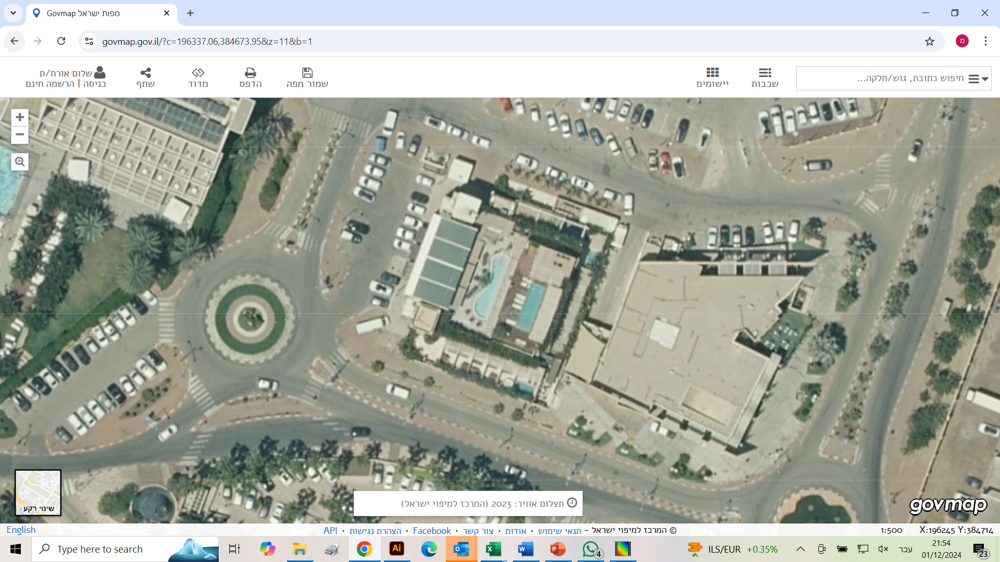 Govmap מפות ישראל
govmap.gov.il/?c=196337.06,384673.95&z=11&b=1
מ
שלום אורח/ת
כניסה | הרשמה חינם
שתף
מדוד
הדפס
שמור מפה
יישומים
שכבות
חיפוש כתובת, גוש/חלקה...
שינוי רקע
תצלום אוויר: 2023 (המרכז למיפוי ישראל)
govmap
English
© המרכז למיפוי ישראל - תנאי שימוש • אודות • צור קשר • Facebook • הצהרת נגישות • API
1:500
X:196245 Y:384714
Type here to search
Ai
4
ILS/EUR +0.35%
עבר
21:54
01/12/2024
23